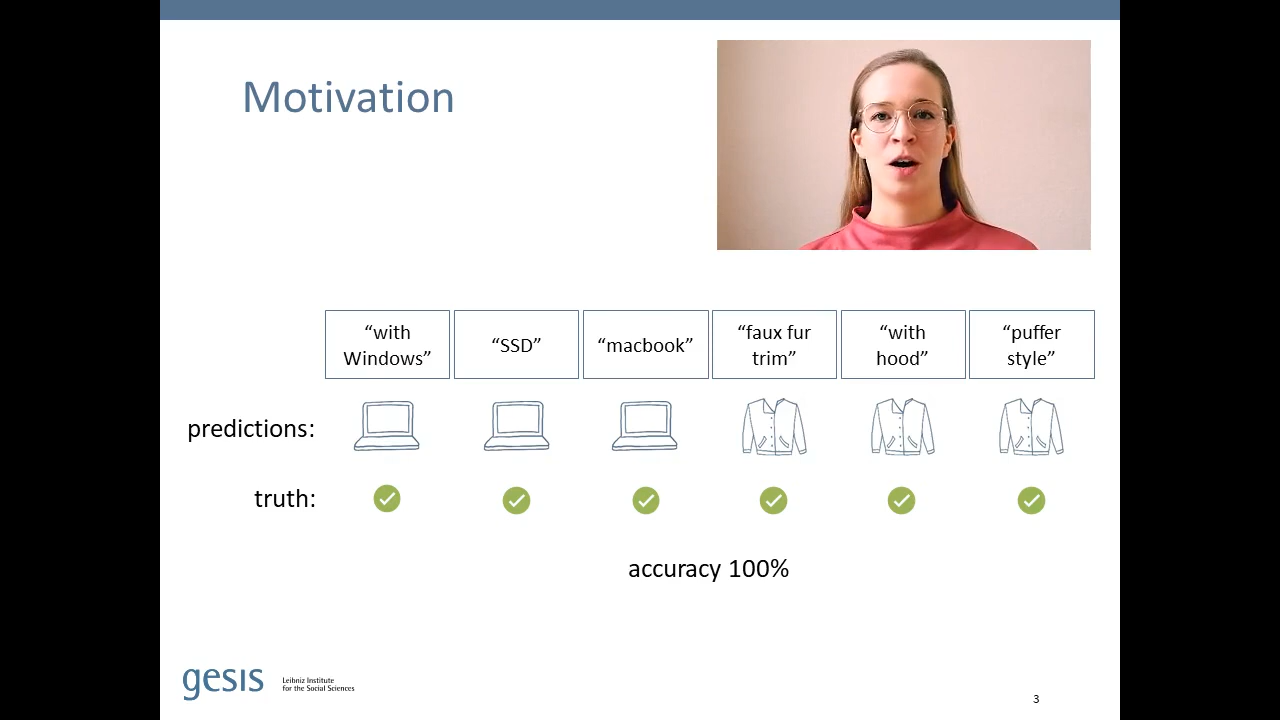 Motivation
“with
Windows”
“SSD”
“macbook”
“faux fur
trim”
“with
hood”
“puffer
style”
predictions:
truth:
accuracy 100%
gesis
Leibniz Institute
for the Social Sciences
3